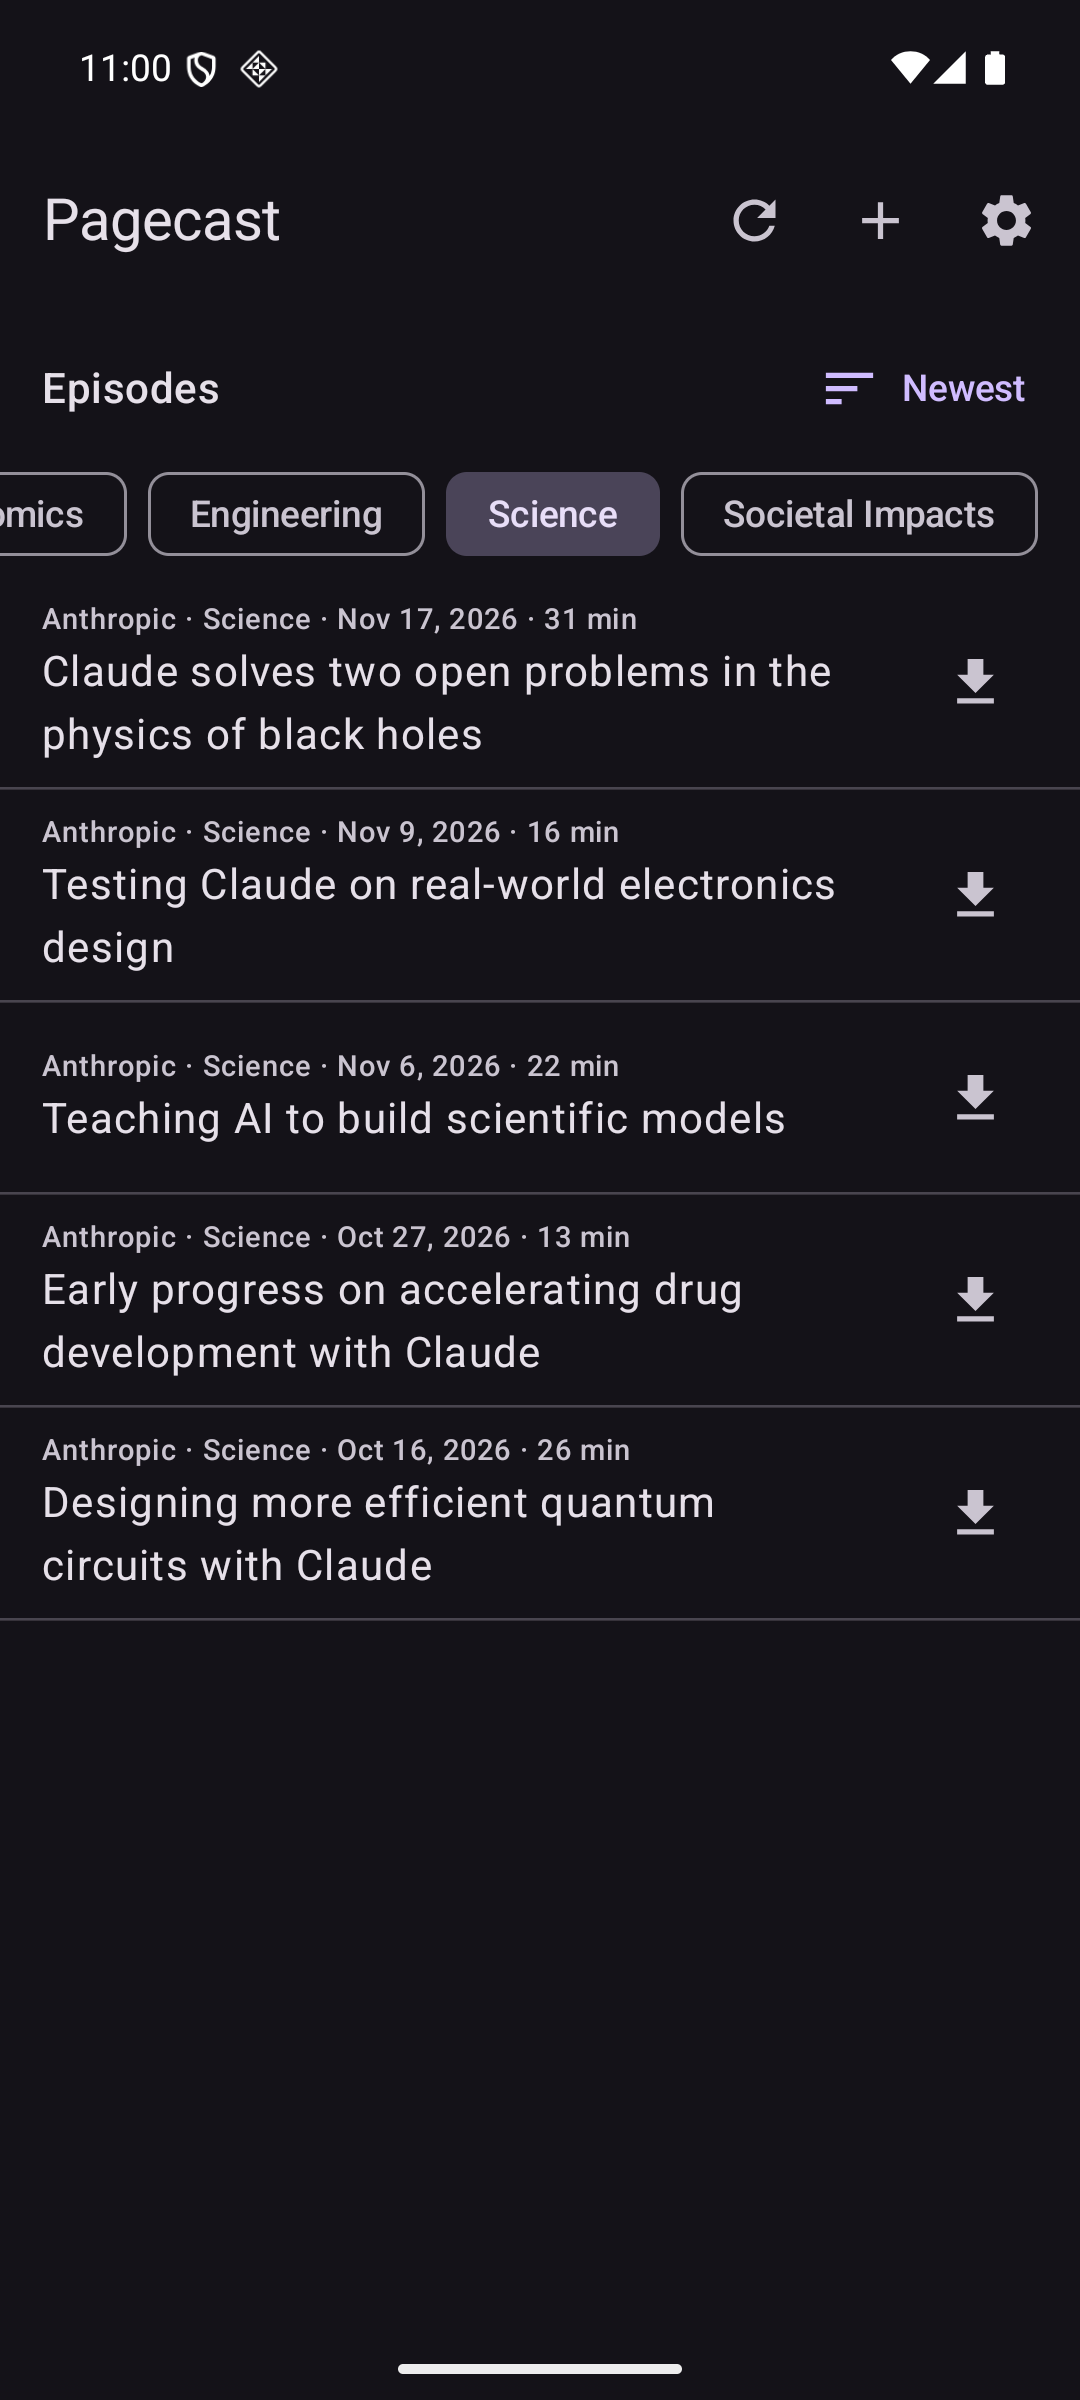 11:00
Pagecast
Episodes
Newest
omics
Engineering
Science
Societal Impacts
Anthropic · Science · Nov 17, 2026 · 31 min
Claude solves two open problems in the
physics of black holes
Anthropic · Science · Nov 9, 2026 · 16 min
Testing Claude on real-world electronics
design
Anthropic · Science · Nov 6, 2026 · 22 min
Teaching AI to build scientific models
Anthropic · Science · Oct 27, 2026 · 13 min
Early progress on accelerating drug
development with Claude
Anthropic · Science · Oct 16, 2026 · 26 min
Designing more efficient quantum
circuits with Claude